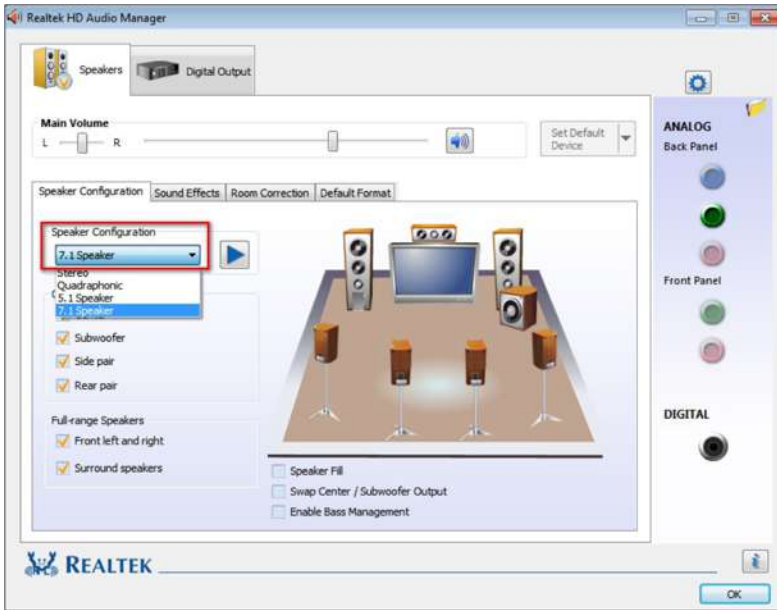 Realtek HD Audio Manager
Speakers
Digital Output
Main Volume
L
R
Set Default
Device
ANALOG
Back Panel
Speaker Configuration
Sound Effects
Room Correction
Default Format
Speaker Configuration
7.1 Speaker
Stereo
Quadraphonic
5.1 Speaker
7.1 Speaker
Subwoofer
Side pair
Rear pair
Front Panel
Full-range Speakers
Front left and right
Surround speakers
DIGITAL
Speaker Fill
Swap Center / Subwoofer Output
Enable Bass Management
REALTEK
OK